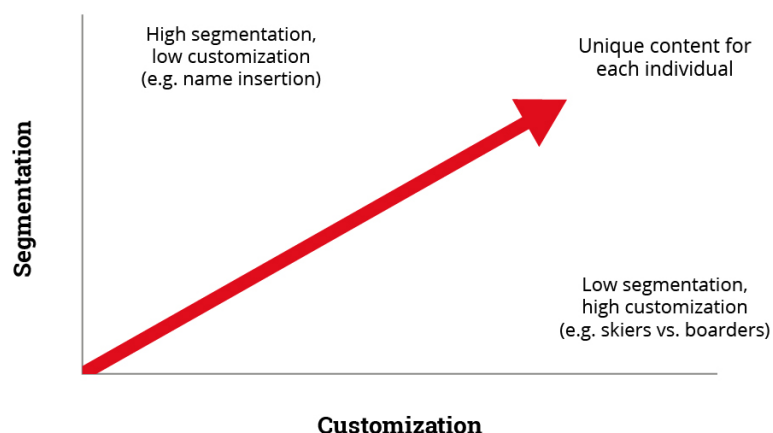 High segmentation,
low customization
(e.g. name insertion)
Unique content for
each individual
Segmentation
Low segmentation,
high customization
(e.g. skiers vs. boarders)
Customization